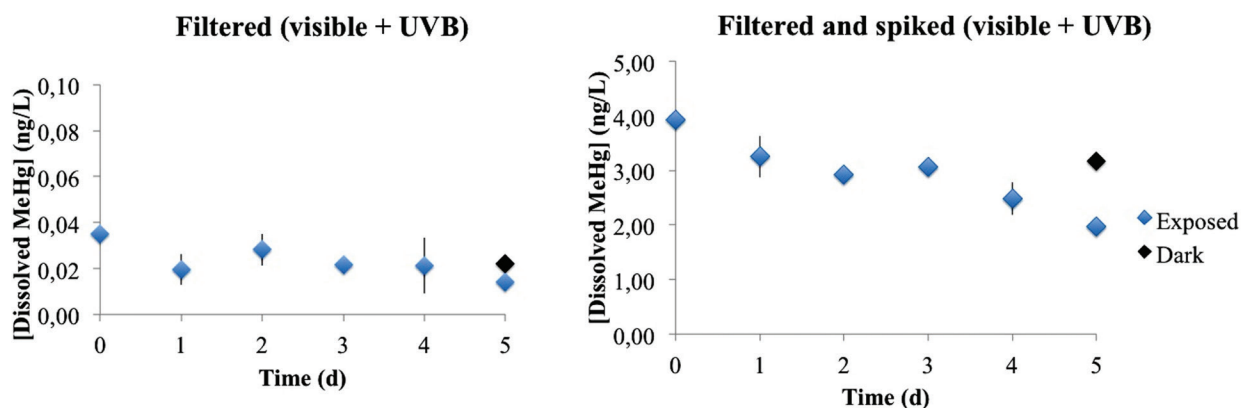 Filtered (visible + UVB)
[Dissolved MeHg] (ng/L)
0,10
0,08
0,06
0,04
0,02
0,00
0 1 2 3 4 5
Time (d)
Filtered and spiked (visible + UVB)
[Dissolved MeHg] (ng/L)
5,00
4,00
3,00
2,00
1,00
0,00
0 1 2 3 4 5
Time (d)
Exposed
Dark